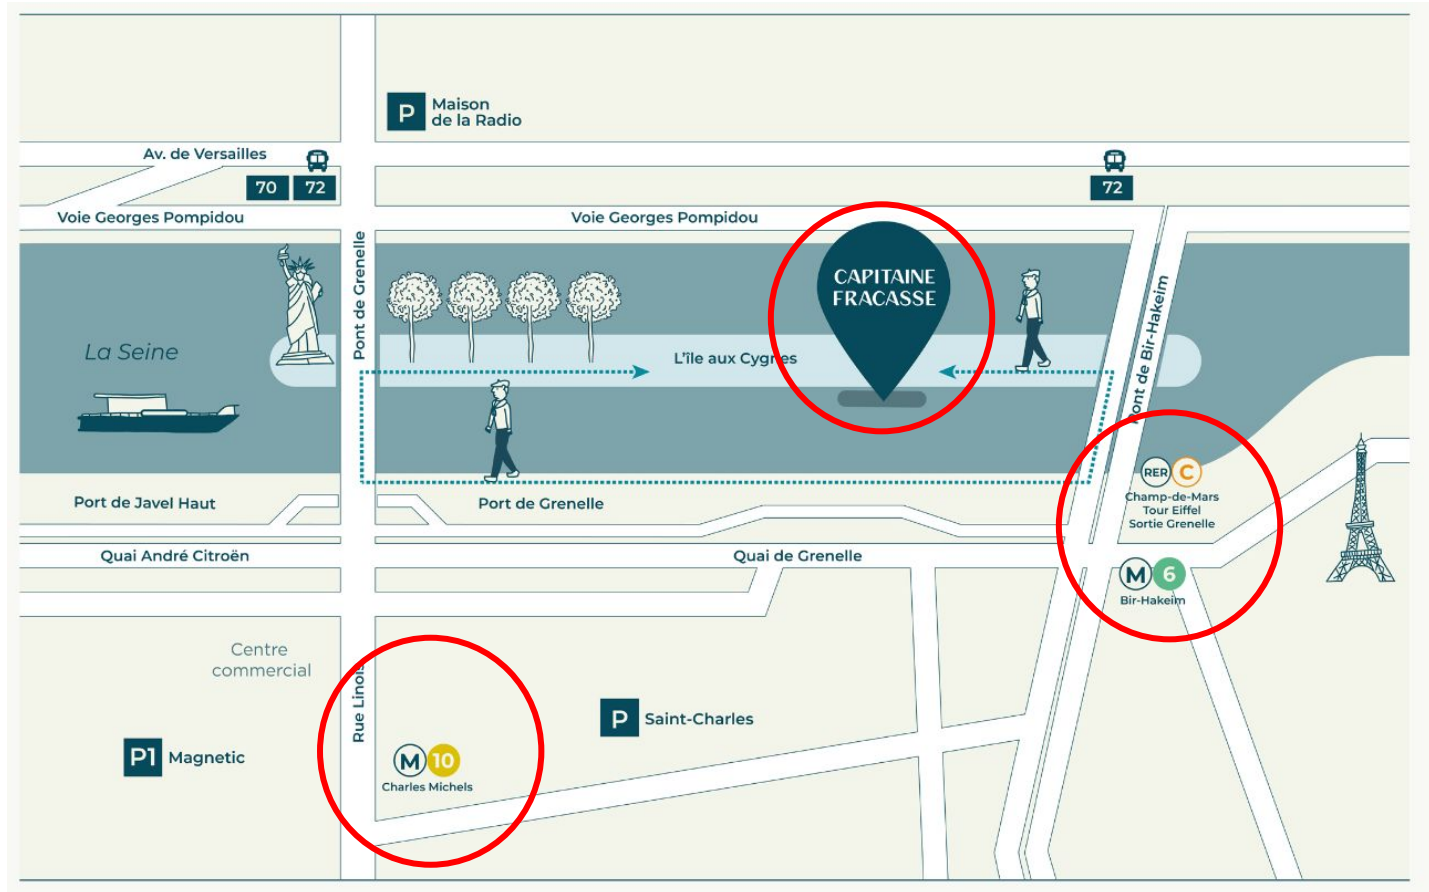 P
Maison
de la Radio
Av. de Versailles
70
72
72
Voie Georges Pompidou
Voie Georges Pompidou
Pont de Grenelle
CAPITAINE
FRACASSE
Pont de Bir-Hakeim
La Seine
L'île aux Cygnes
RER C
Champ-de-Mars
Tour Eiffel
Sortie Grenelle
Port de Javel Haut
Port de Grenelle
Quai André Citroën
Quai de Grenelle
M 6
Bir-Hakeim
Centre
commercial
Rue Linois
P
Saint-Charles
P1
Magnetic
M 10
Charles Michels